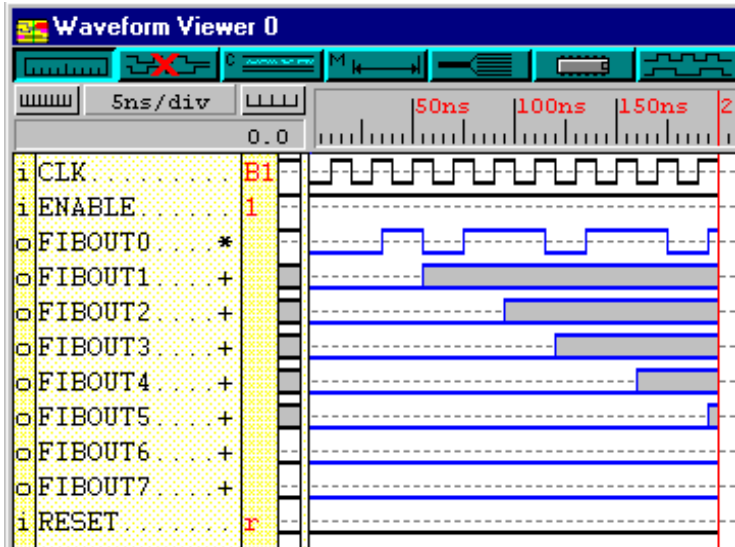 Waveform Viewer 0
C M
5ns/div 50ns 100ns 150ns 2
0.0
i CLK......... B1
i ENABLE...... 1
o FIBOUT0....*
o FIBOUT1....+
o FIBOUT2....+
o FIBOUT3....+
o FIBOUT4....+
o FIBOUT5....+
o FIBOUT6....+
o FIBOUT7....+
i RESET....... r